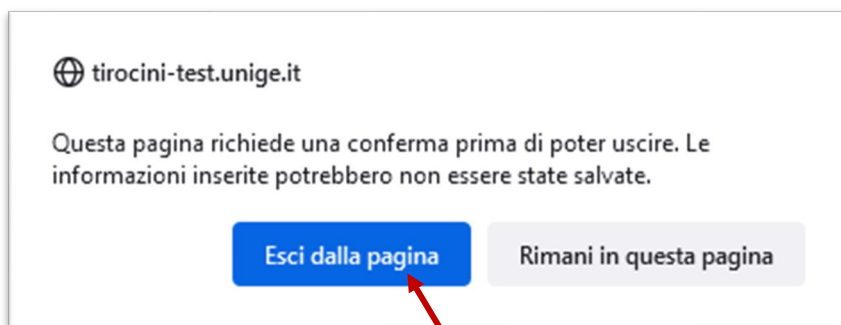 tirocini-test.unige.it
Questa pagina richiede una conferma prima di poter uscire. Le
informazioni inserite potrebbero non essere state salvate.
Esci dalla pagina
Rimani in questa pagina